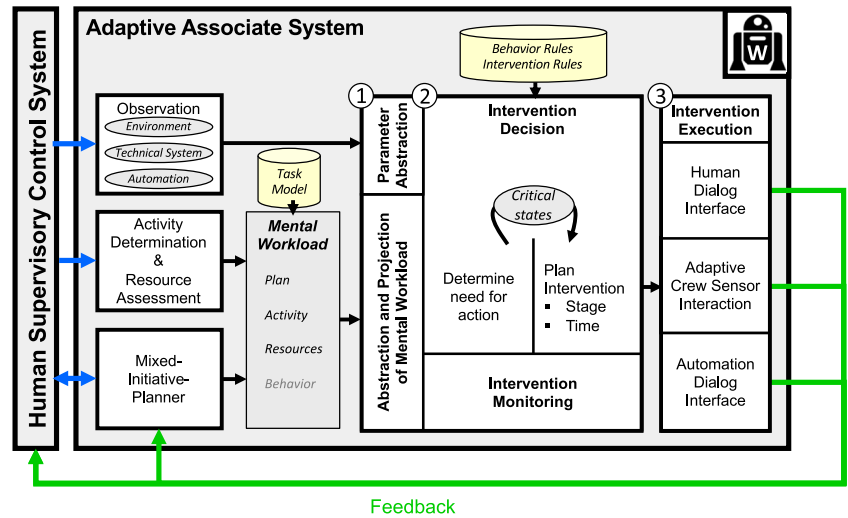 Adaptive Associate System
W
Human Supervisory Control System
Behavior Rules
Intervention Rules
Observation
Environment
Technical System
Automation
Task
Model
Activity
Determination
&
Resource
Assessment
Mixed-
Initiative-
Planner
Mental
Workload
Plan
Activity
Resources
Behavior
1
Parameter
Abstraction
Abstraction and Projection
of Mental Workload
2
Intervention
Decision
Critical
states
Determine
need for
action
Plan
Intervention
▪ Stage
▪ Time
Intervention
Monitoring
3
Intervention
Execution
Human
Dialog
Interface
Adaptive
Crew Sensor
Interaction
Automation
Dialog
Interface
Feedback